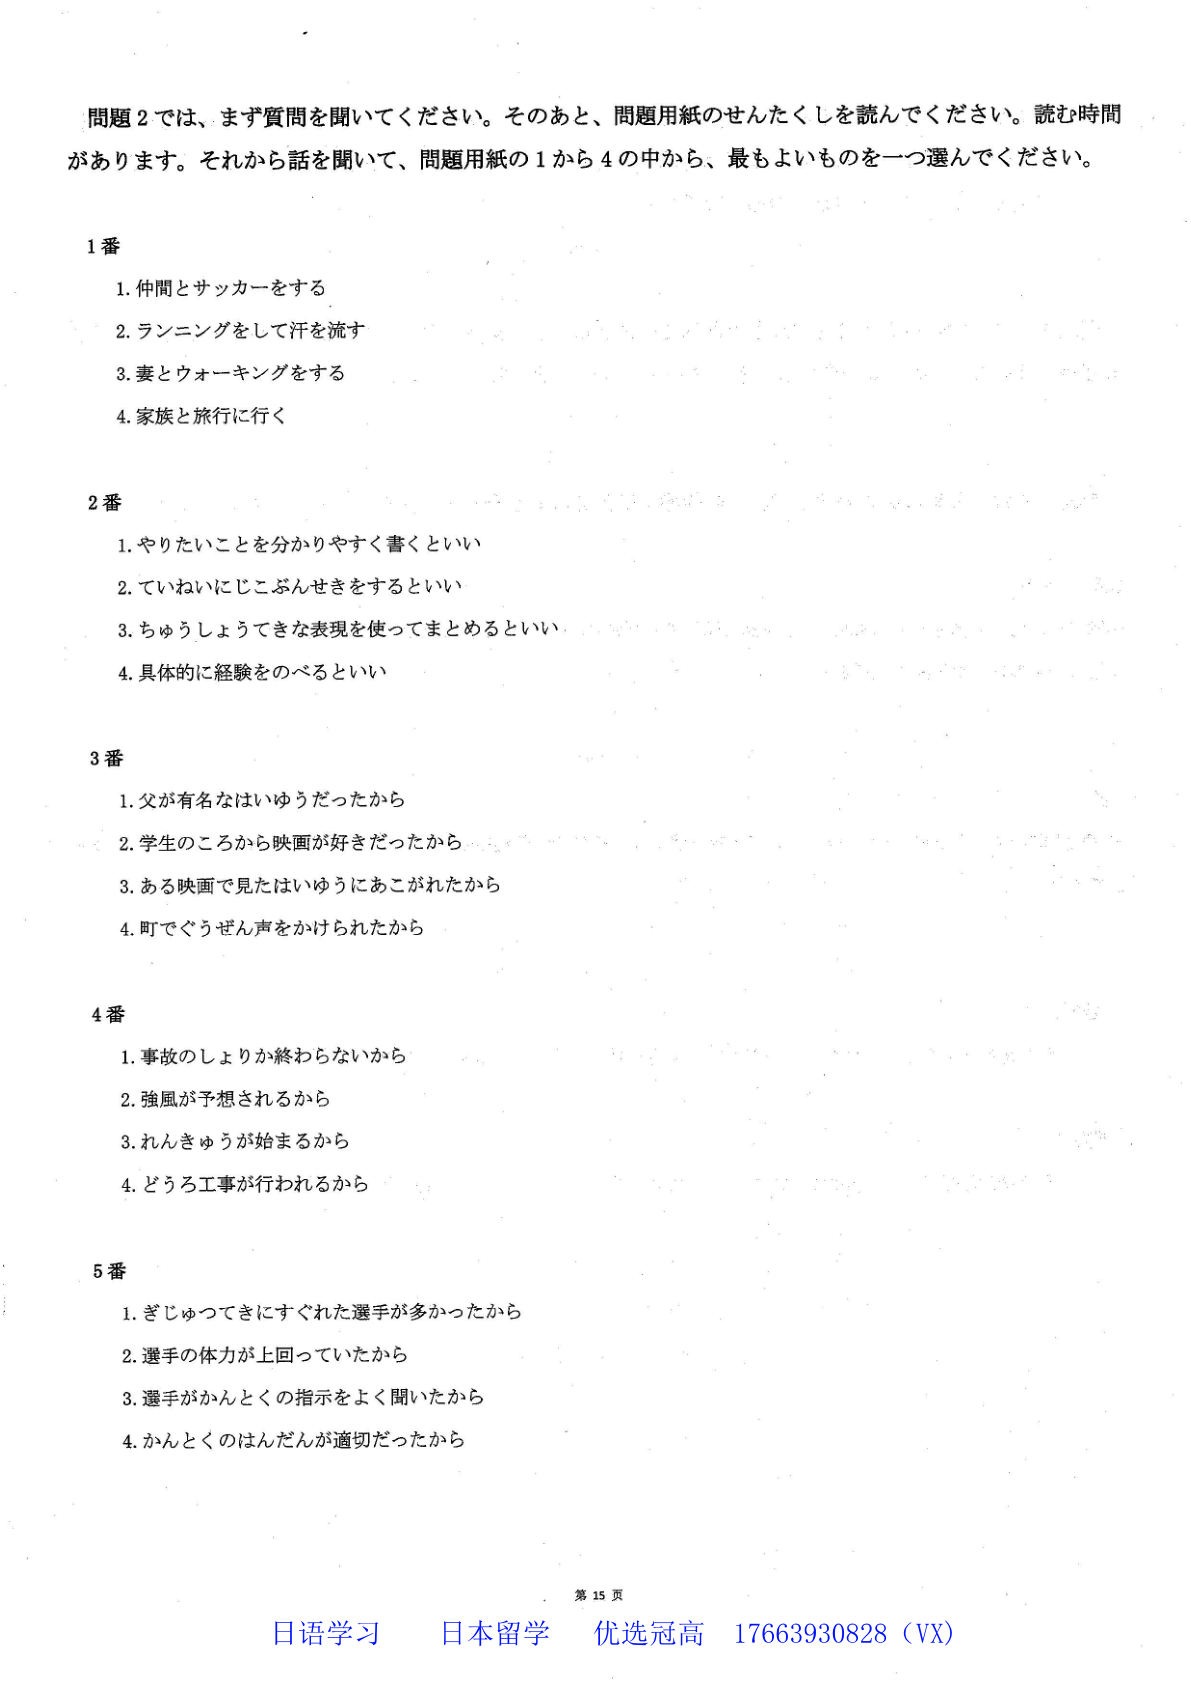 問題2では、まず質問を聞いてください。そのあと、問題用紙のせんたくしを読んでください。読む時間
があります。それから話を聞いて、問題用紙の1から4の中から、最もよいものを一つ選んでください。
1番
1. 仲間とサッカーをする
2. ランニングをして汗を流す
3. 妻とウォーキングをする
4. 家族と旅行に行く
2番
1. やりたいことを分かりやすく書くといい
2. ていねいにじこぶんせきをするといい
3. ちゅうしょうてきな表現を使ってまとめるといい
4. 具体的に経験をのべるといい
3番
1. 父が有名なはいゆうだったから
2. 学生のころから映画が好きだったから
3. ある映画で見たはいゆうにあこがれたから
4. 町でぐうぜん声をかけられたから
4番
1. 事故のしょりか終わらないから
2. 強風が予想されるから
3. れんきゅうが始まるから
4. どうろ工事が行われるから
5番
1. ぎじゅつてきにすぐれた選手が多かったから
2. 選手の体力が上回っていたから
3. 選手がかんとくの指示をよく聞いたから
4. かんとくのはんだんが適切だったから
第 15 页
日语学习 日本留学 优选冠高 17663930828（VX)